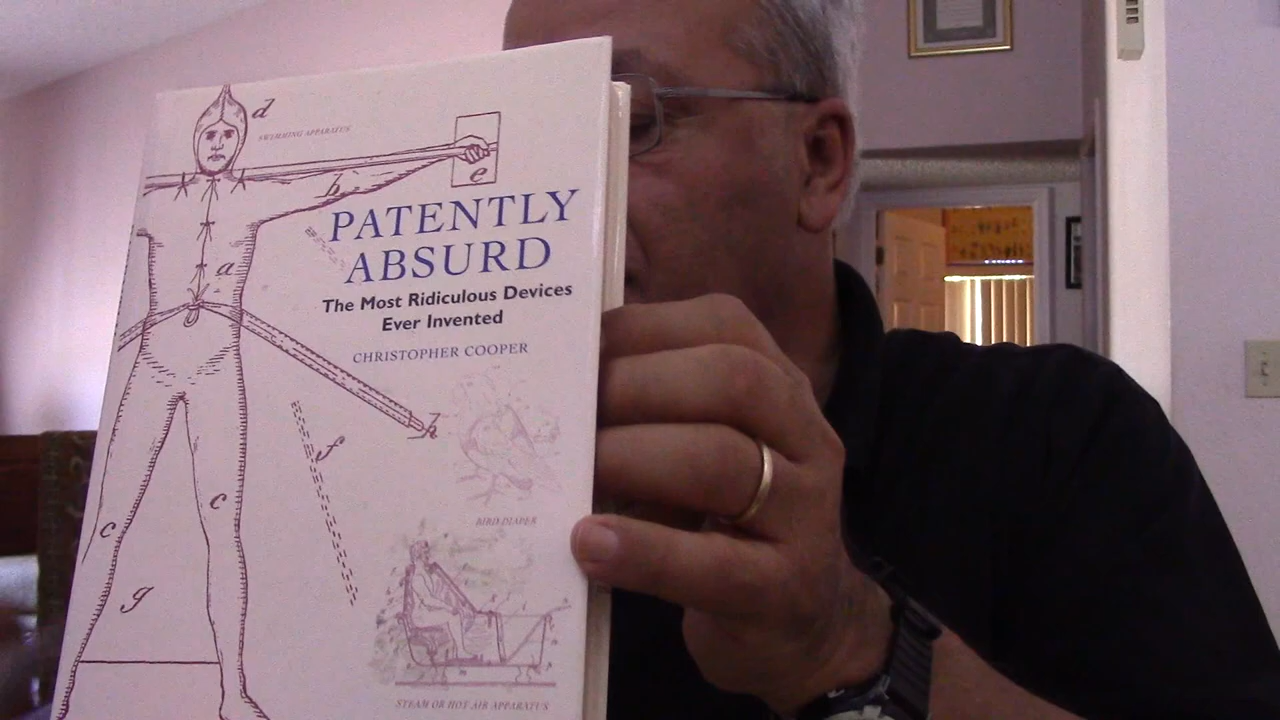 d
SWIMMING APPARATUS
e
b
PATENTLY
ABSURD
a
The Most Ridiculous Devices
Ever Invented
CHRISTOPHER COOPER
h
f
c
c
BIRD DIAPER
g
STEAM OR HOT AIR APPARATUS